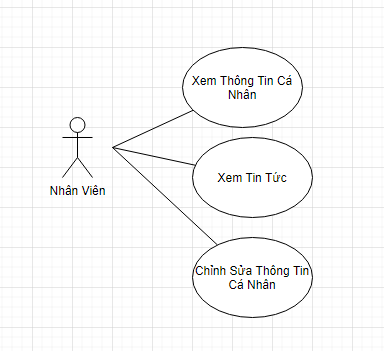 Xem Thông Tin Cá
Nhân
Nhân Viên
Xem Tin Tức
Chỉnh Sửa Thông Tin
Cá Nhân